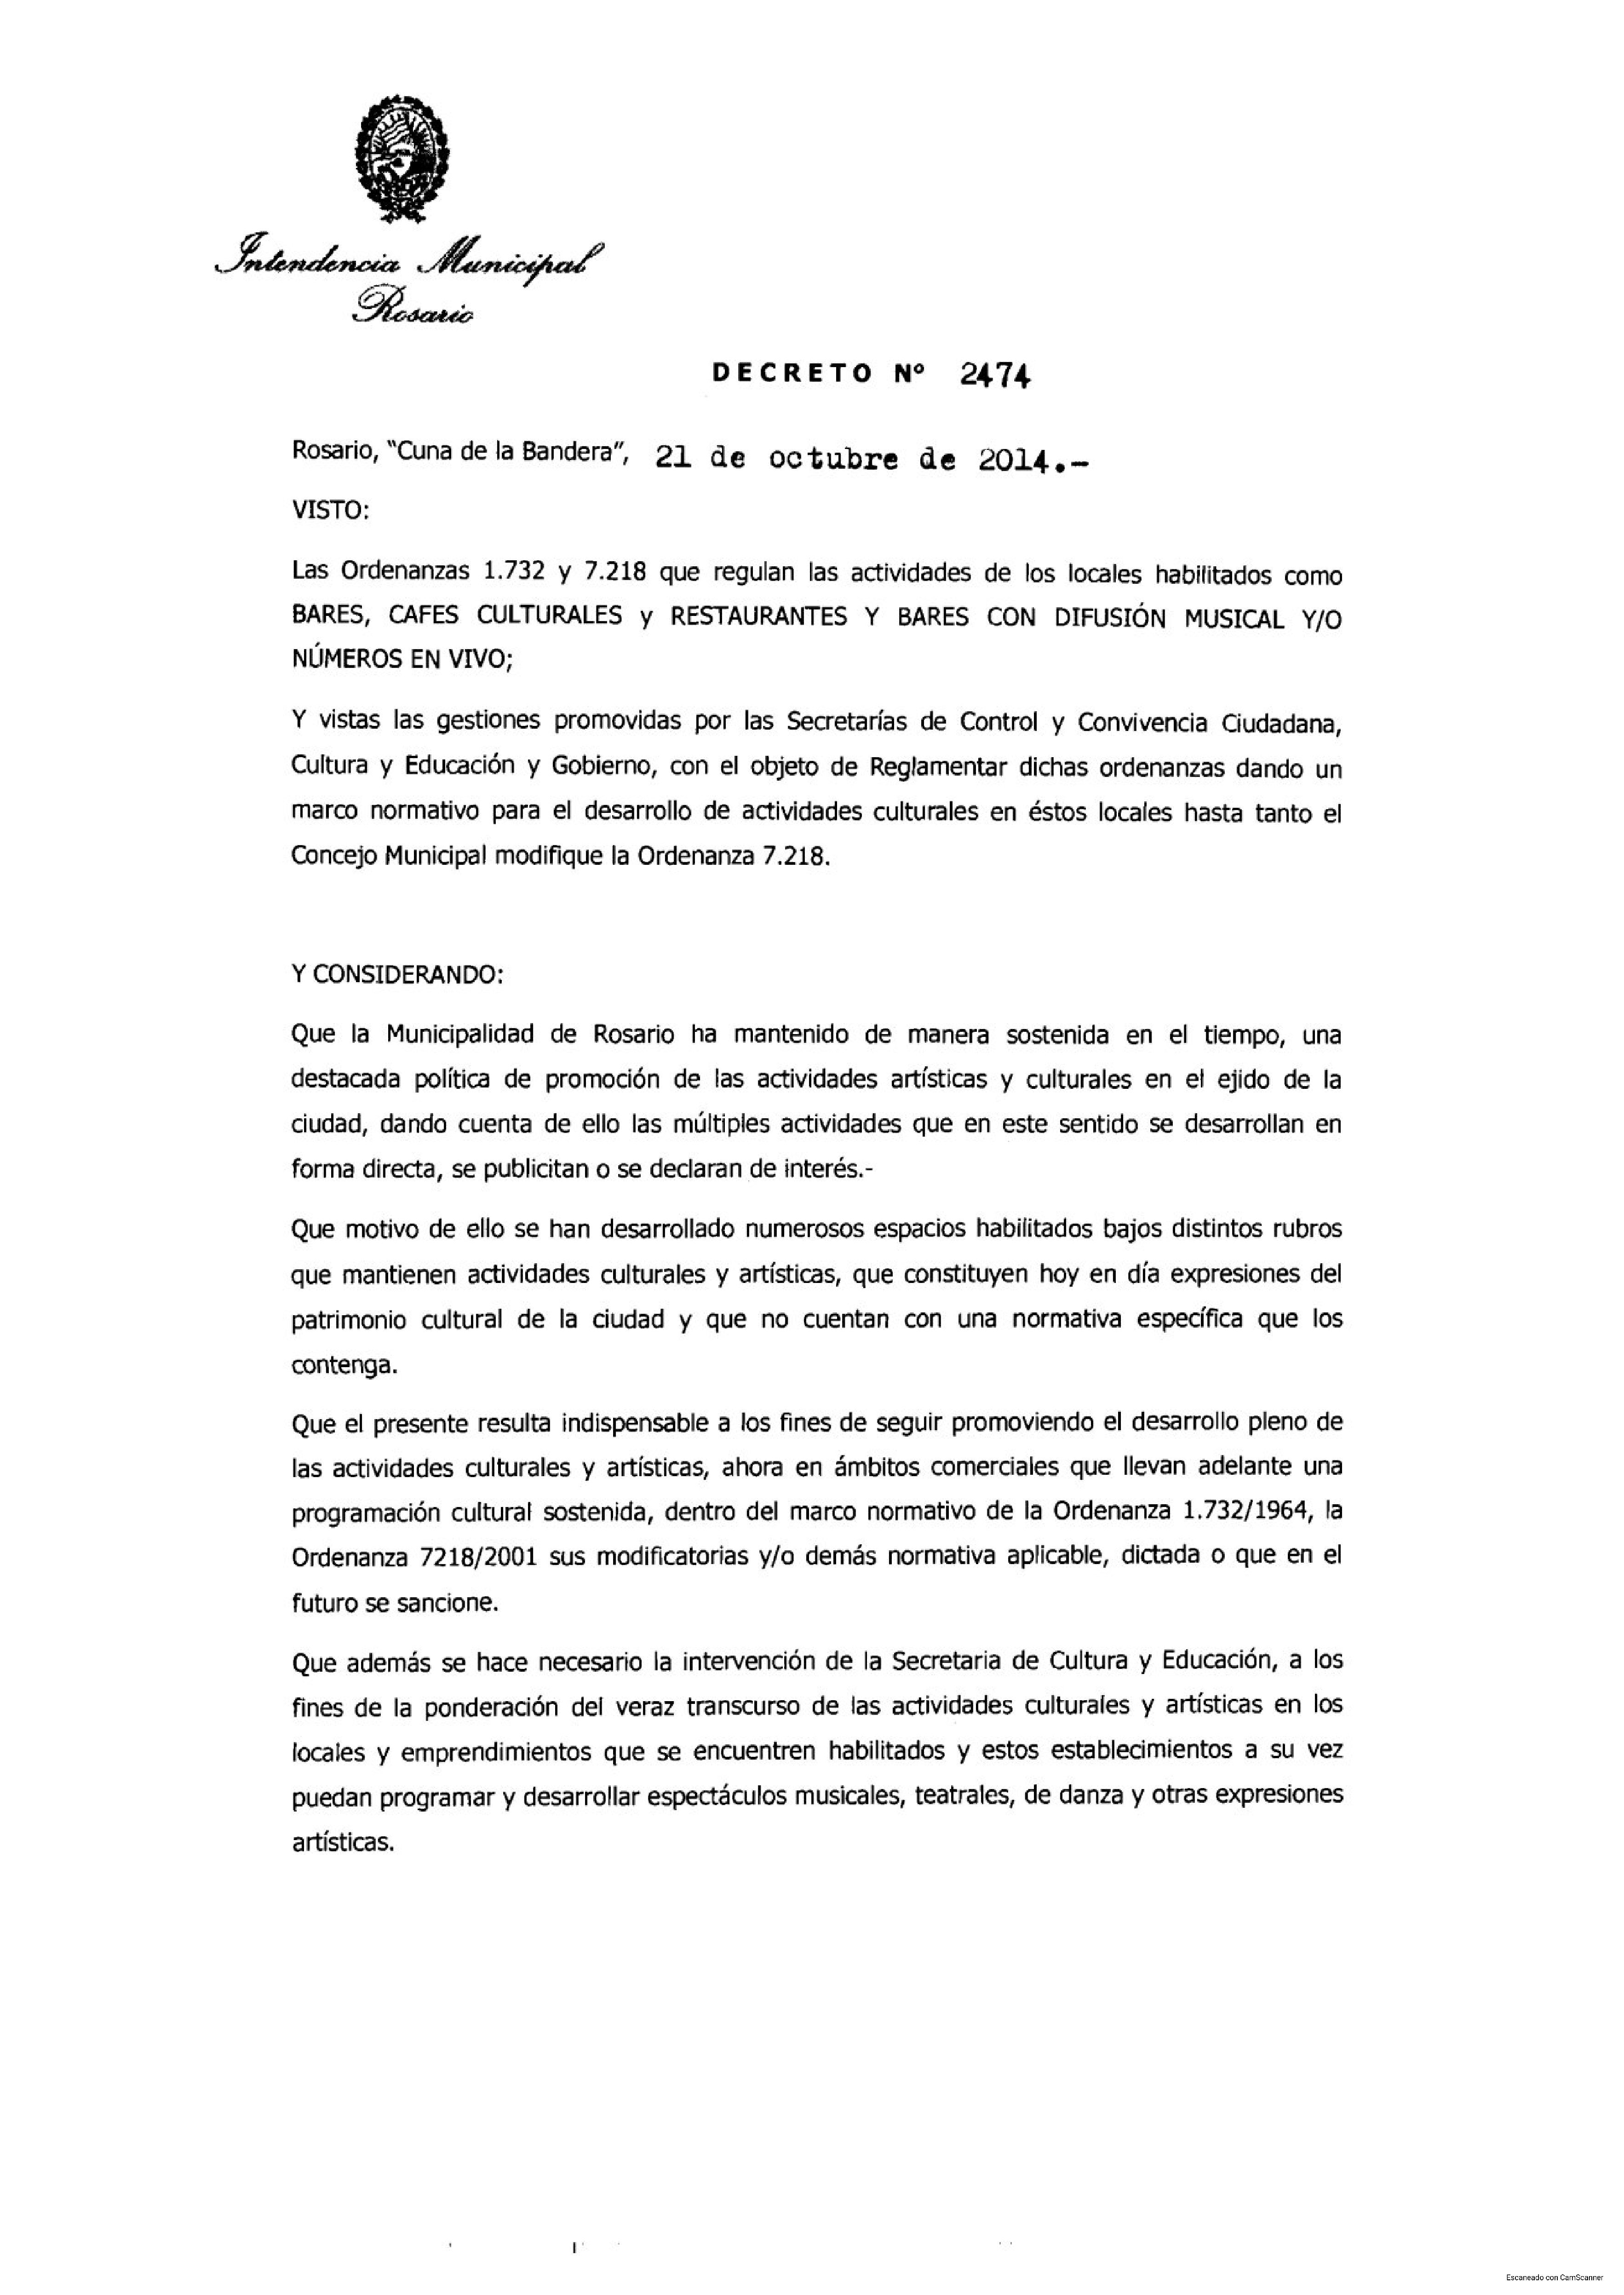 Intendencia Municipal
Rosario
DECRETO Nº 2474
Rosario, "Cuna de la Bandera", 21 de octubre de 2014.-
VISTO:
Las Ordenanzas 1.732 y 7.218 que regulan las actividades de los locales habilitados como
BARES, CAFES CULTURALES y RESTAURANTES Y BARES CON DIFUSIÓN MUSICAL Y/O
NÚMEROS EN VIVO;
Y vistas las gestiones promovidas por las Secretarías de Control y Convivencia Ciudadana,
Cultura y Educación y Gobierno, con el objeto de Reglamentar dichas ordenanzas dando un
marco normativo para el desarrollo de actividades culturales en éstos locales hasta tanto el
Concejo Municipal modifique la Ordenanza 7.218.
Y CONSIDERANDO:
Que la Municipalidad de Rosario ha mantenido de manera sostenida en el tiempo, una
destacada política de promoción de las actividades artísticas y culturales en el ejido de la
ciudad, dando cuenta de ello las múltiples actividades que en este sentido se desarrollan en
forma directa, se publicitan o se declaran de interés.-
Que motivo de ello se han desarrollado numerosos espacios habilitados bajos distintos rubros
que mantienen actividades culturales y artísticas, que constituyen hoy en día expresiones del
patrimonio cultural de la ciudad y que no cuentan con una normativa específica que los
contenga.
Que el presente resulta indispensable a los fines de seguir promoviendo el desarrollo pleno de
las actividades culturales y artísticas, ahora en ámbitos comerciales que llevan adelante una
programación cultural sostenida, dentro del marco normativo de la Ordenanza 1.732/1964, la
Ordenanza 7218/2001 sus modificatorias y/o demás normativa aplicable, dictada o que en el
futuro se sancione.
Que además se hace necesario la intervención de la Secretaria de Cultura y Educación, a los
fines de la ponderación del veraz transcurso de las actividades culturales y artísticas en los
locales y emprendimientos que se encuentren habilitados y estos establecimientos a su vez
puedan programar y desarrollar espectáculos musicales, teatrales, de danza y otras expresiones
artísticas.
Escaneado con CamScanner